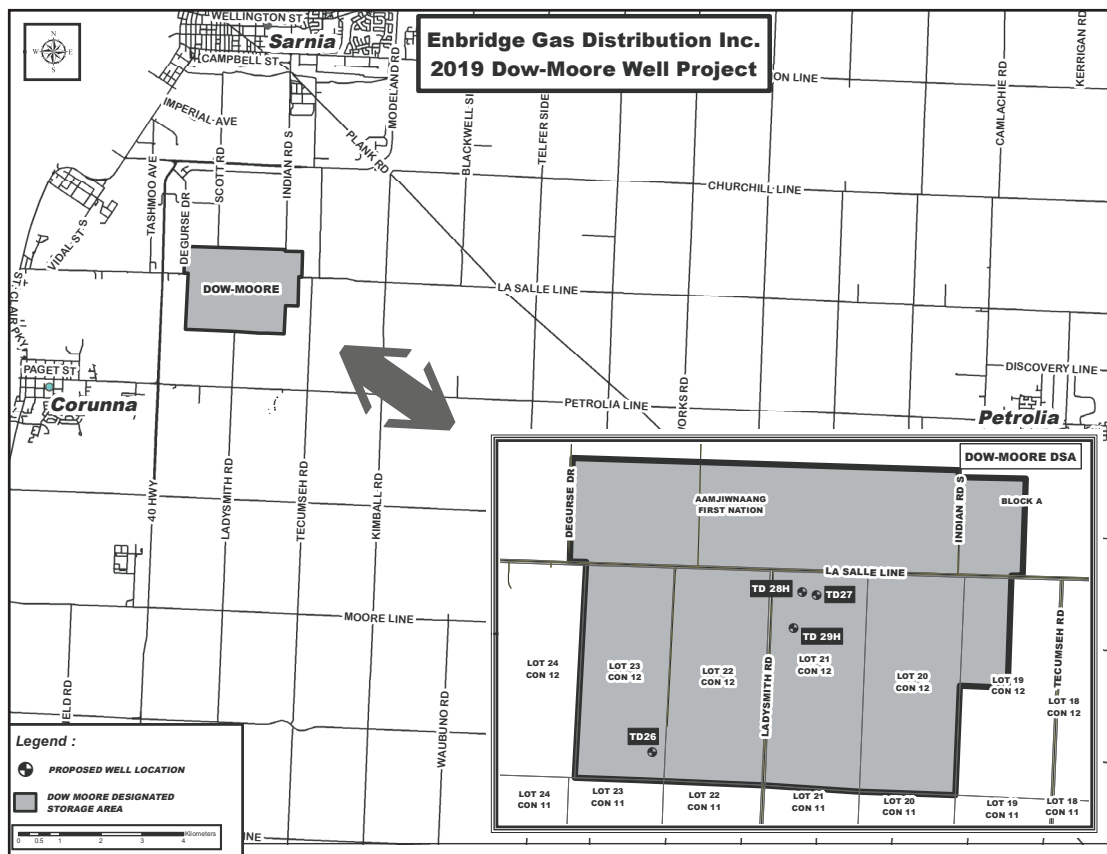 WELLINGTON ST
Sarnia
CAMPBELL ST
Enbridge Gas Distribution Inc.
2019 Dow-Moore Well Project
ON LINE
N
W
E
S
IMPERIAL AVE
MODELAND RD
BLACKWELL SI
TELFER SIDE
CAMLACHIE RD
KERRIGAN RD
PLANK RD
TASHMOO AVE
SCOTT RD
INDIAN RD S
DEGURSE DR
VIDAL ST S
CHURCHILL LINE
DOW-MOORE
LA SALLE LINE
ST. CLAIR PKY
PAGET ST
Corunna
DISCOVERY LINE
PETROLIA LINE
ORKS RD
Petrolia
40 HWY
LADYSMITH RD
TECUMSEH RD
KIMBALL RD
MOORE LINE
IELD RD
WAUBUNO RD
INE
DOW-MOORE DSA
DEGURSE DR
AAMJIWNAANG
FIRST NATION
INDIAN RD S
BLOCK A
LA SALLE LINE
TD 28H
TD27
TD 29H
LOT 24
CON 12
LOT 23
CON 12
LOT 22
CON 12
LADYSMITH RD
LOT 21
CON 12
LOT 20
CON 12
LOT 19
CON 12
TECUMSEH RD
LOT 18
CON 12
TD26
LOT 24
CON 11
LOT 23
CON 11
LOT 22
CON 11
LOT 21
CON 11
LOT 20
CON 11
LOT 19
CON 11
LOT 18
CON 11
Legend :
PROPOSED WELL LOCATION
DOW MOORE DESIGNATED
STORAGE AREA
Kilometers
0 0.5 1 2 3 4